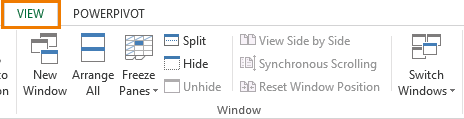 VIEW POWERPIVOT
Split View Side by Side
to New Arrange Freeze Hide Synchronous Scrolling Switch
Window All Panes Unhide Reset Window Position Windows
Window